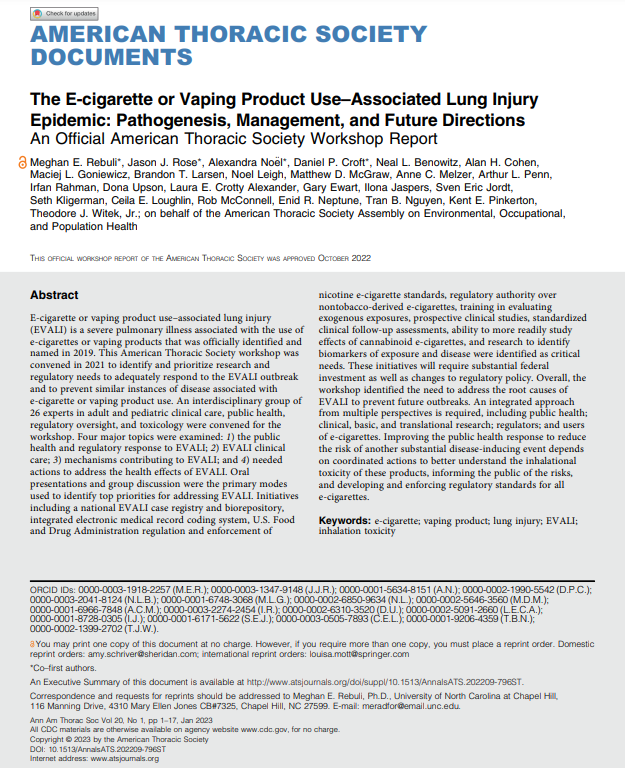 Check for updates
AMERICAN THORACIC SOCIETY
DOCUMENTS
The E-cigarette or Vaping Product Use–Associated Lung Injury
Epidemic: Pathogenesis, Management, and Future Directions
An Official American Thoracic Society Workshop Report
Meghan E. Rebuli*, Jason J. Rose*, Alexandra Noël*, Daniel P. Croft*, Neal L. Benowitz, Alan H. Cohen,
Maciej L. Goniewicz, Brandon T. Larsen, Noel Leigh, Matthew D. McGraw, Anne C. Melzer, Arthur L. Penn,
Irfan Rahman, Dona Upson, Laura E. Crotty Alexander, Gary Ewart, Ilona Jaspers, Sven Eric Jordt,
Seth Kligerman, Ceila E. Loughlin, Rob McConnell, Enid R. Neptune, Tran B. Nguyen, Kent E. Pinkerton,
Theodore J. Witek, Jr.; on behalf of the American Thoracic Society Assembly on Environmental, Occupational,
and Population Health
THIS OFFICIAL WORKSHOP REPORT OF THE AMERICAN THORACIC SOCIETY WAS APPROVED OCTOBER 2022
Abstract
E-cigarette or vaping product use–associated lung injury
(EVALI) is a severe pulmonary illness associated with the use of
e-cigarettes or vaping products that was officially identified and
named in 2019. This American Thoracic Society workshop was
convened in 2021 to identify and prioritize research and
regulatory needs to adequately respond to the EVALI outbreak
and to prevent similar instances of disease associated with
e-cigarette or vaping product use. An interdisciplinary group of
26 experts in adult and pediatric clinical care, public health,
regulatory oversight, and toxicology were convened for the
workshop. Four major topics were examined: 1) the public
health and regulatory response to EVALI; 2) EVALI clinical
care; 3) mechanisms contributing to EVALI; and 4) needed
actions to address the health effects of EVALI. Oral
presentations and group discussion were the primary modes
used to identify top priorities for addressing EVALI. Initiatives
including a national EVALI case registry and biorepository,
integrated electronic medical record coding system, U.S. Food
and Drug Administration regulation and enforcement of
nicotine e-cigarette standards, regulatory authority over
nontobacco-derived e-cigarettes, training in evaluating
exogenous exposures, prospective clinical studies, standardized
clinical follow-up assessments, ability to more readily study
effects of cannabinoid e-cigarettes, and research to identify
biomarkers of exposure and disease were identified as critical
needs. These initiatives will require substantial federal
investment as well as changes to regulatory policy. Overall, the
workshop identified the need to address the root causes of
EVALI to prevent future outbreaks. An integrated approach
from multiple perspectives is required, including public health;
clinical, basic, and translational research; regulators; and users
of e-cigarettes. Improving the public health response to reduce
the risk of another substantial disease-inducing event depends
on coordinated actions to better understand the inhalational
toxicity of these products, informing the public of the risks,
and developing and enforcing regulatory standards for all
e-cigarettes.
Keywords: e-cigarette; vaping product; lung injury; EVALI;
inhalation toxicity
ORCID IDs: 0000-0003-1918-2257 (M.E.R.); 0000-0003-1347-9148 (J.J.R.); 0000-0001-5634-8151 (A.N.); 0000-0002-1990-5542 (D.P.C.);
0000-0003-2041-8124 (N.L.B.); 0000-0001-6748-3068 (M.L.G.); 0000-0002-6850-9634 (N.L.); 0000-0002-5646-3560 (M.D.M.);
0000-0001-6966-7848 (A.C.M.); 0000-0003-2274-2454 (I.R.); 0000-0002-6310-3520 (D.U.); 0000-0002-5091-2660 (L.E.C.A.);
0000-0001-8728-0305 (I.J.); 0000-0001-6171-5622 (S.E.J.); 0000-0003-0505-7893 (C.E.L.); 0000-0001-9206-4359 (T.B.N.);
0000-0002-1399-2702 (T.J.W.).
You may print one copy of this document at no charge. However, if you require more than one copy, you must place a reprint order. Domestic
reprint orders: amy.schriver@sheridan.com; international reprint orders: louisa.mott@springer.com
*Co–first authors.
An Executive Summary of this document is available at http://www.atsjournals.org/doi/suppl/10.1513/AnnalsATS.202209-796ST.
Correspondence and requests for reprints should be addressed to Meghan E. Rebuli, Ph.D., University of North Carolina at Chapel Hill,
116 Manning Drive, 4310 Mary Ellen Jones CB#7325, Chapel Hill, NC 27599. E-mail: meradfor@email.unc.edu.
Ann Am Thorac Soc Vol 20, No 1, pp 1–17, Jan 2023
All CDC materials are otherwise available on agency website www.cdc.gov, for no charge.
Copyright © 2023 by the American Thoracic Society
DOI: 10.1513/AnnalsATS.202209-796ST
Internet address: www.atsjournals.org